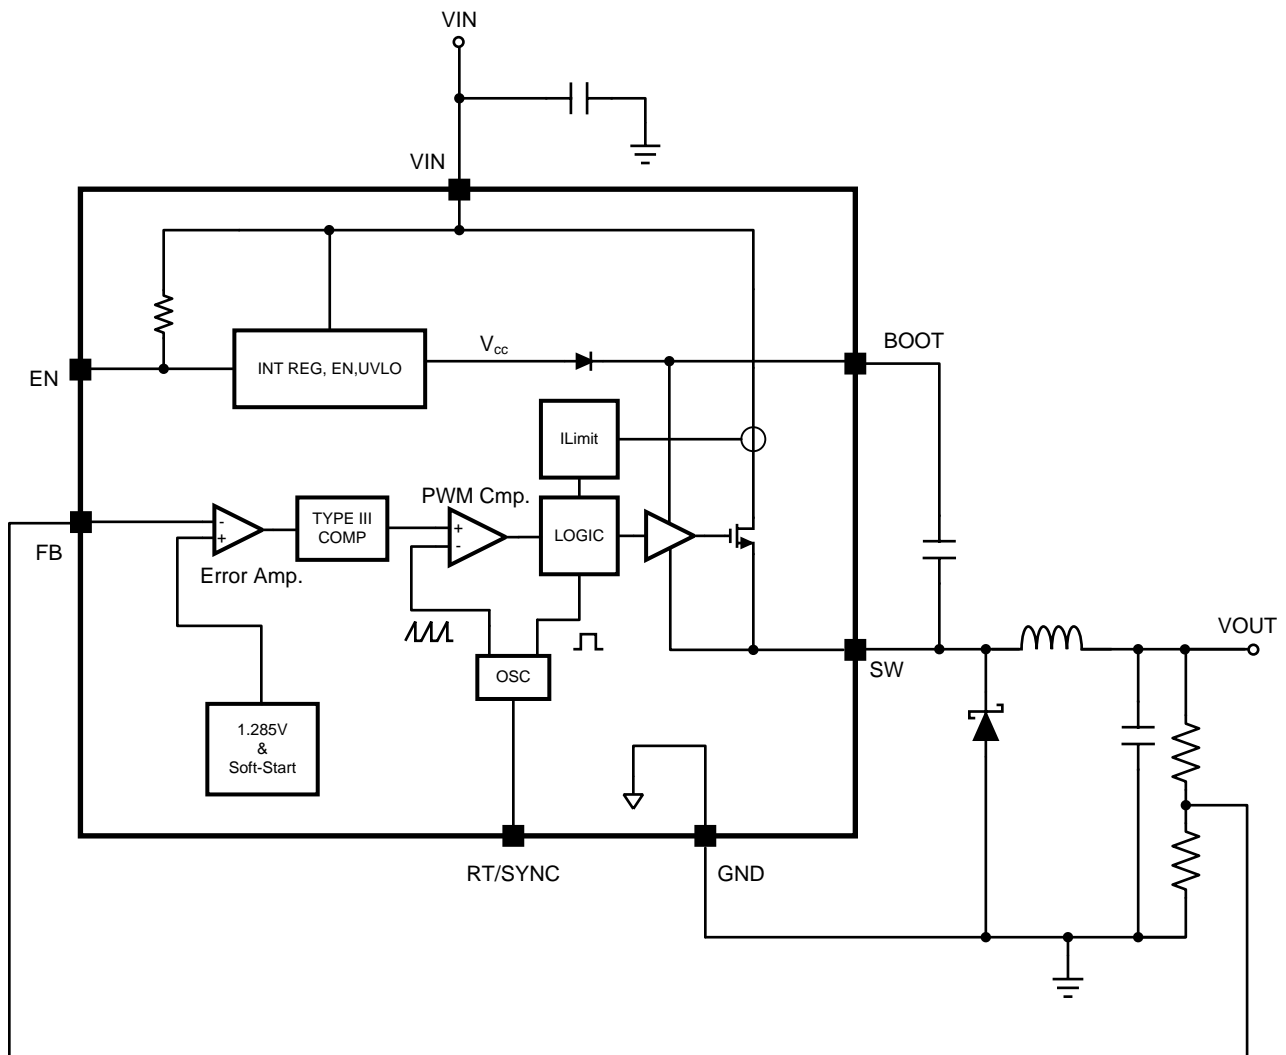 VIN
VIN
BOOT
EN
INT REG, EN,UVLO
Vcc
ILimit
PWM Cmp.
FB
-
+
TYPE III
COMP
+
-
LOGIC
Error Amp.
OSC
SW
VOUT
1.285V
&
Soft-Start
RT/SYNC
GND